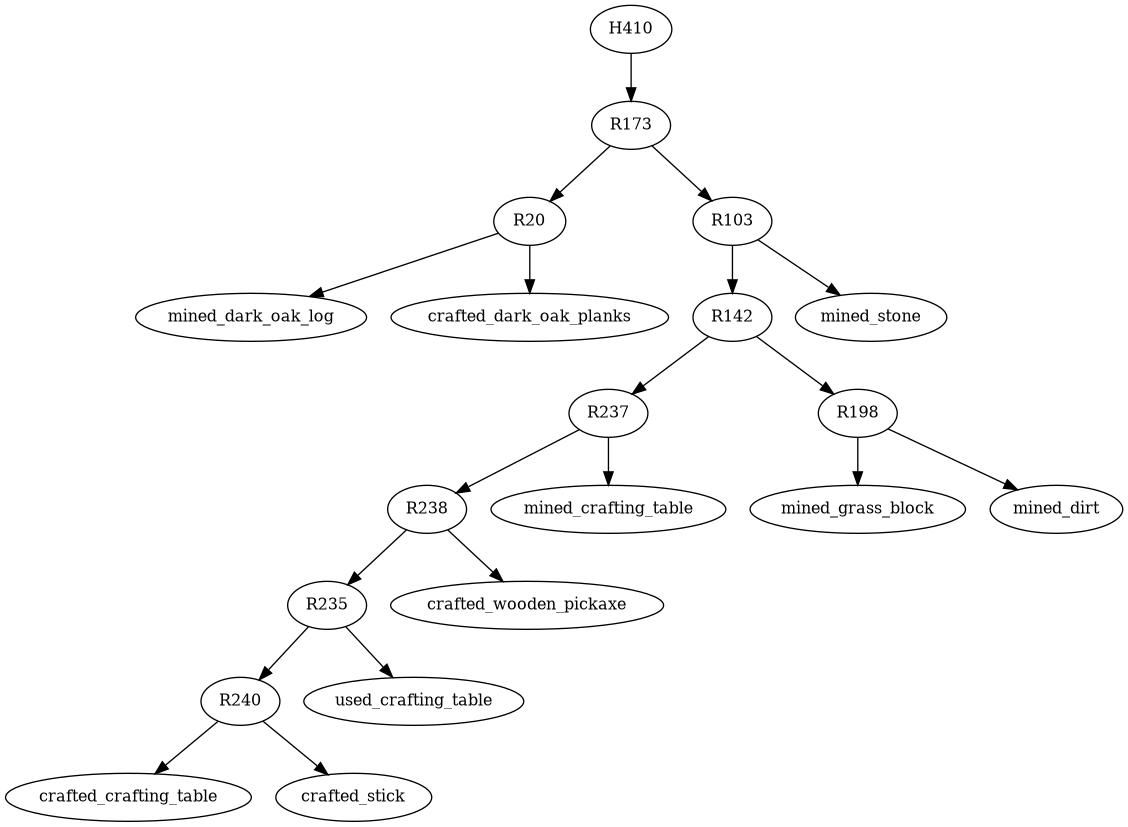 H410
R173
R20
R103
mined_dark_oak_log
crafted_dark_oak_planks
R142
mined_stone
R237
R198
R238
mined_crafting_table
mined_grass_block
mined_dirt
R235
crafted_wooden_pickaxe
R240
used_crafting_table
crafted_crafting_table
crafted_stick